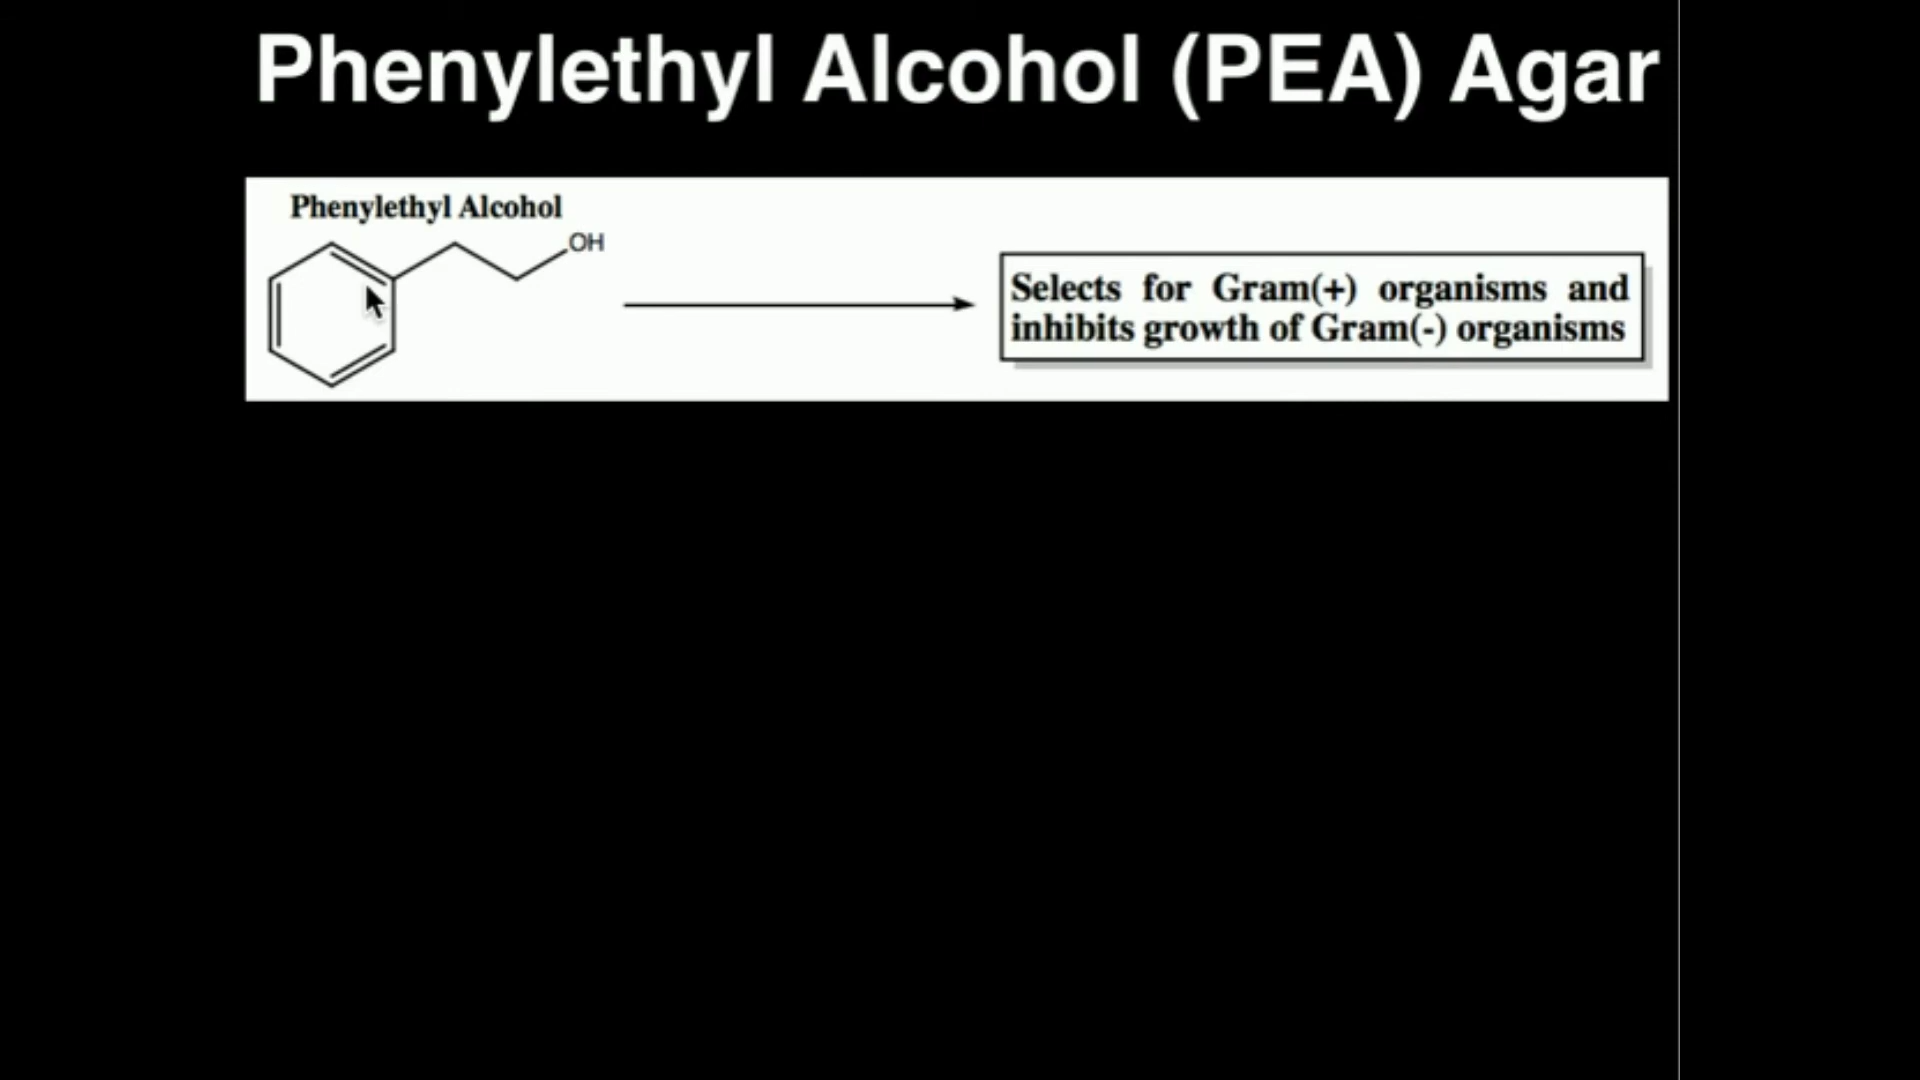 Phenylethyl Alcohol (PEA) Agar
Phenylethyl Alcohol
OH
Selects for Gram(+) organisms and
inhibits growth of Gram(-) organisms